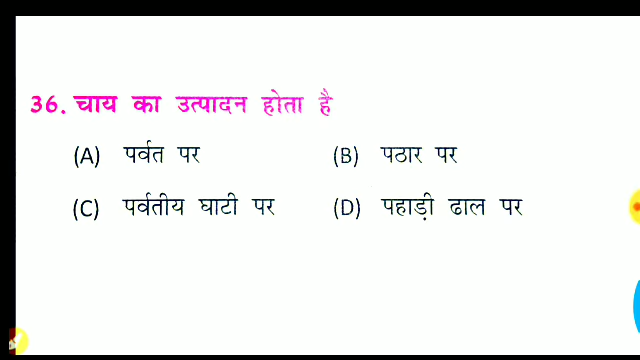 36. चाय का उत्पादन होता है
(A) पर्वत पर (B) पठार पर
(C) पर्वतीय घाटी पर (D) पहाड़ी ढाल पर